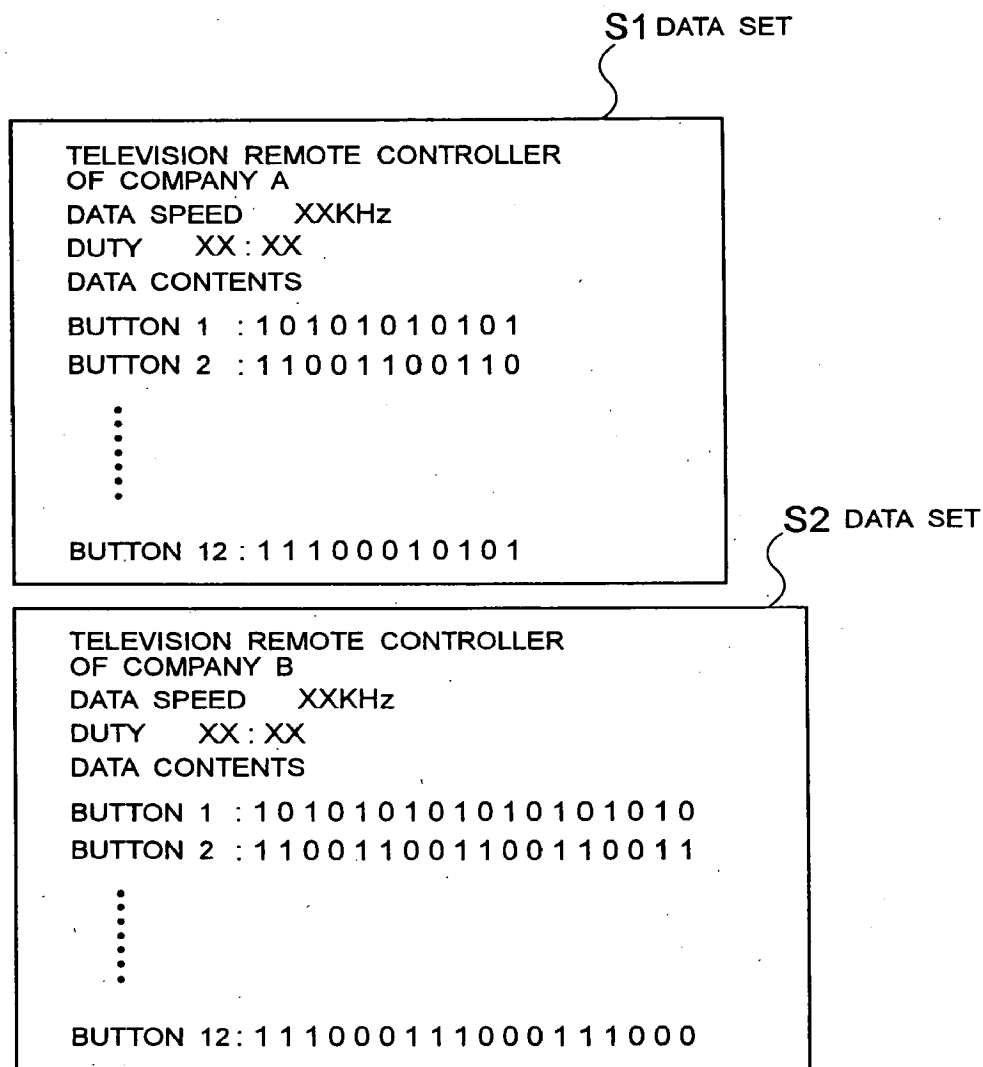 S1 DATA SET
TELEVISION REMOTE CONTROLLER
OF COMPANY A
DATA SPEED XXKHz
DUTY XX : XX
DATA CONTENTS
BUTTON 1 : 1 0 1 0 1 0 1 0 1 0 1
BUTTON 2 : 1 1 0 0 1 1 0 0 1 1 0
BUTTON 12 : 1 1 1 0 0 0 1 0 1 0 1
S2 DATA SET
TELEVISION REMOTE CONTROLLER
OF COMPANY B
DATA SPEED XXKHz
DUTY XX : XX
DATA CONTENTS
BUTTON 1 : 1 0 1 0 1 0 1 0 1 0 1 0 1 0 1 0 1 0
BUTTON 2 : 1 1 0 0 1 1 0 0 1 1 0 0 1 1 0 0 1 1
BUTTON 12 : 1 1 1 0 0 0 1 1 1 0 0 0 1 1 1 0 0 0